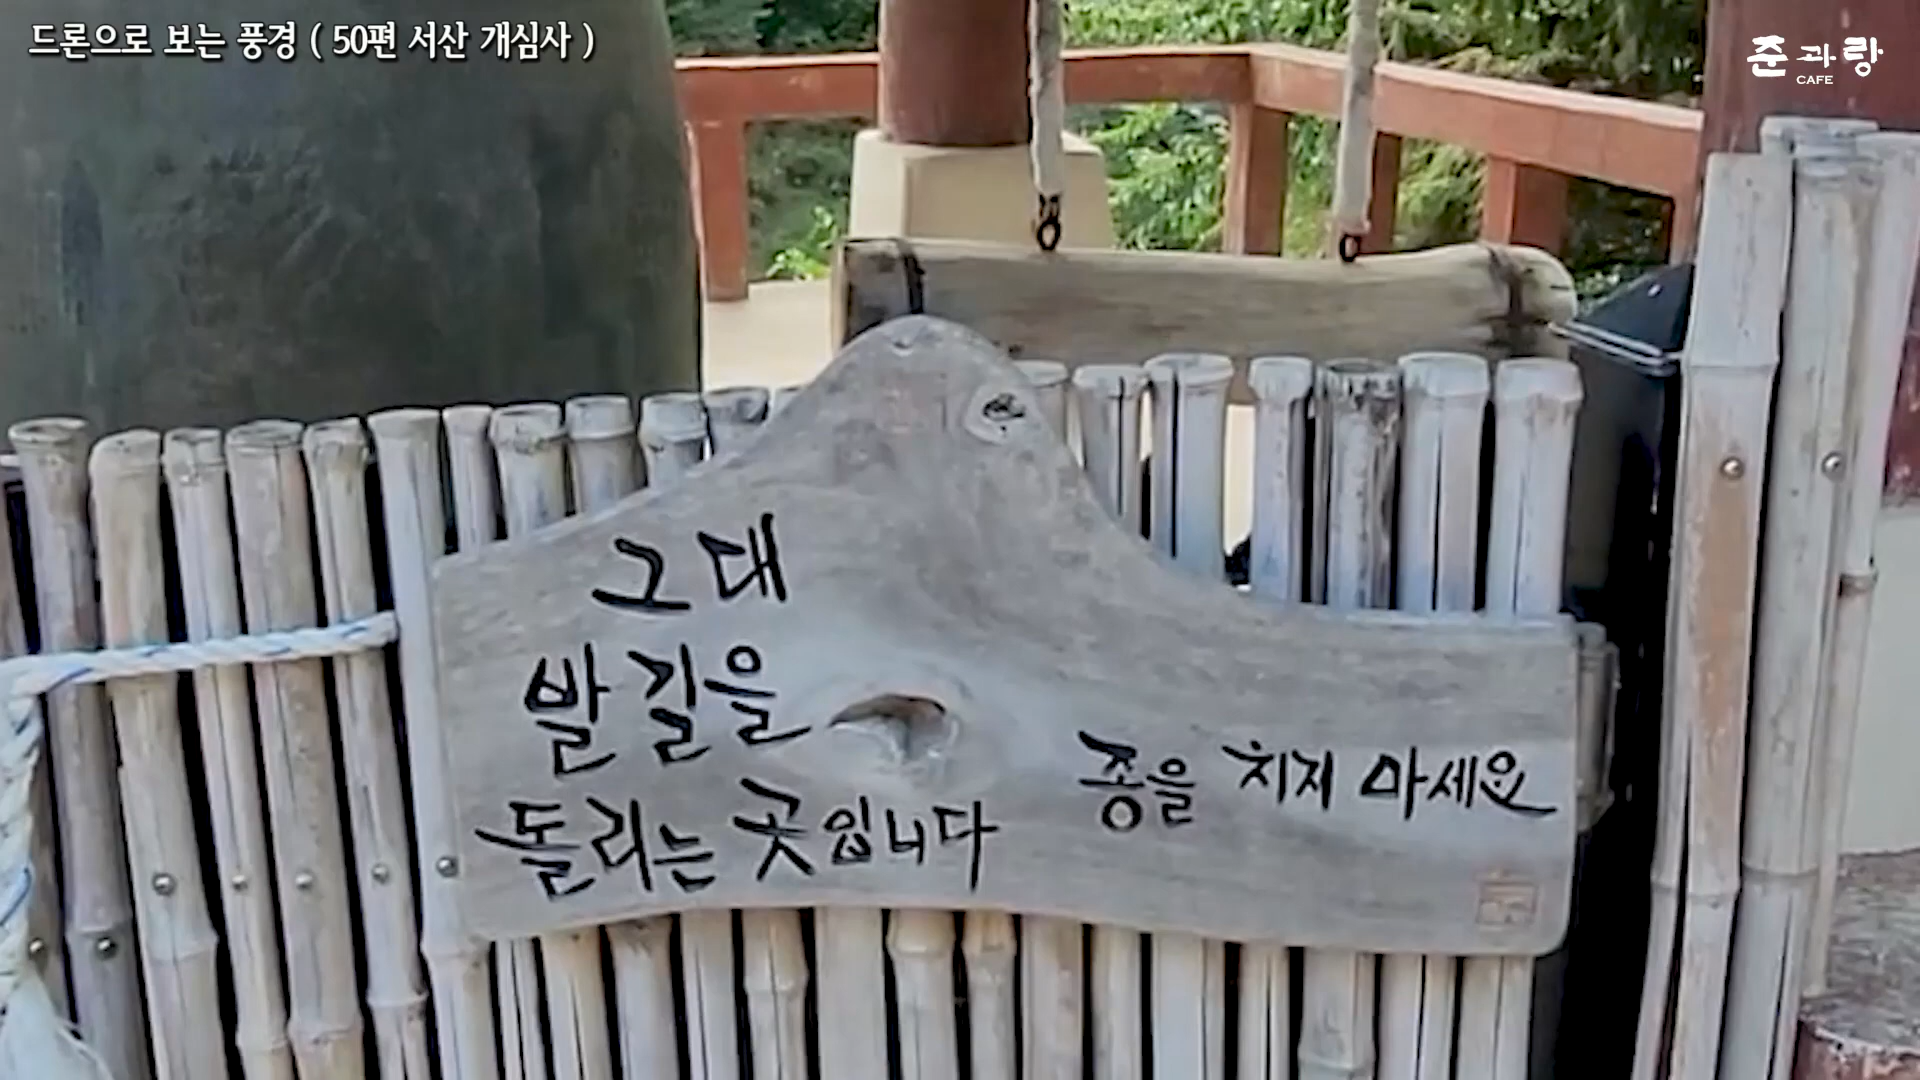 드론으로 보는 풍경 ( 50편 서산 개심사 )
준과랑
CAFE
그대
발길을
돌리는 곳입니다
종을 치지 마세요